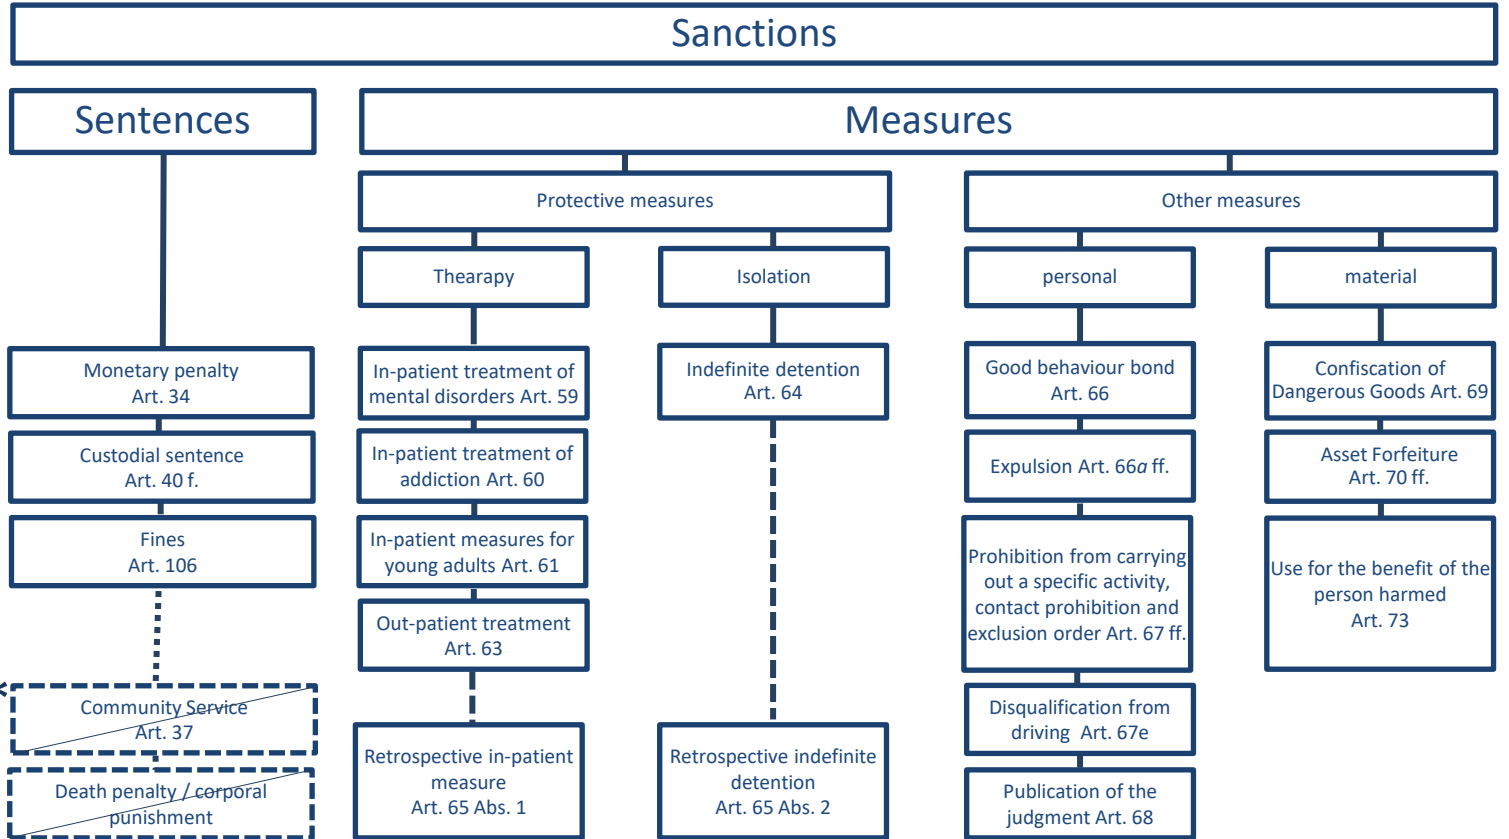 Sanctions
Sentences
Measures
Protective measures
Other measures
Thearapy
Isolation
personal
material
Monetary penalty
Art. 34
Custodial sentence
Art. 40 f.
Fines
Art. 106
Community Service
Art. 37
Death penalty / corporal
punishment
In-patient treatment of
mental disorders Art. 59
In-patient treatment of
addiction Art. 60
In-patient measures for
young adults Art. 61
Out-patient treatment
Art. 63
Retrospective in-patient
measure
Art. 65 Abs. 1
Indefinite detention
Art. 64
Retrospective indefinite
detention
Art. 65 Abs. 2
Good behaviour bond
Art. 66
Expulsion Art. 66a ff.
Prohibition from carrying
out a specific activity,
contact prohibition and
exclusion order Art. 67 ff.
Disqualification from
driving Art. 67e
Publication of the
judgment Art. 68
Confiscation of
Dangerous Goods Art. 69
Asset Forfeiture
Art. 70 ff.
Use for the benefit of the
person harmed
Art. 73